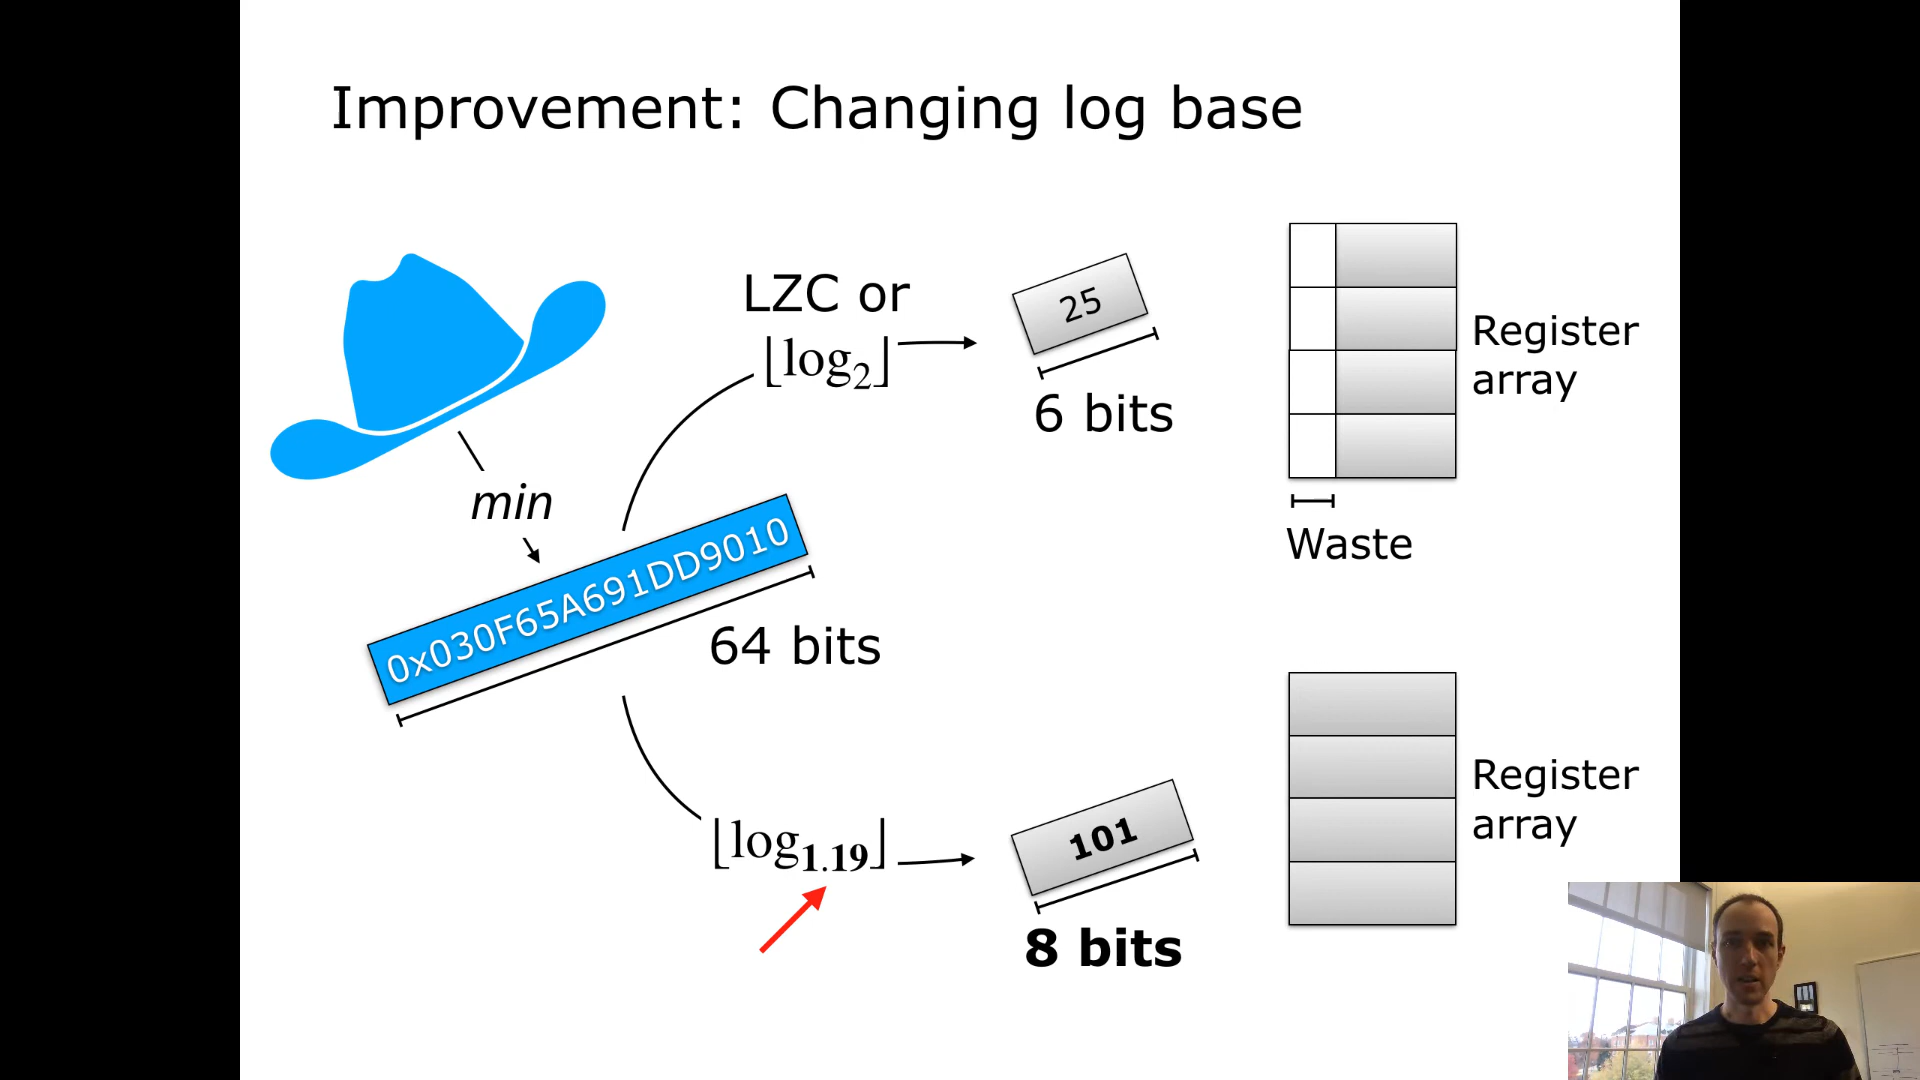 Improvement: Changing log base
LZC or
⌊log₂⌋
25
6 bits
Register
array
Waste
min
0x030F65A691DD9010
64 bits
⌊log₁.₁₉⌋
101
8 bits
Register
array